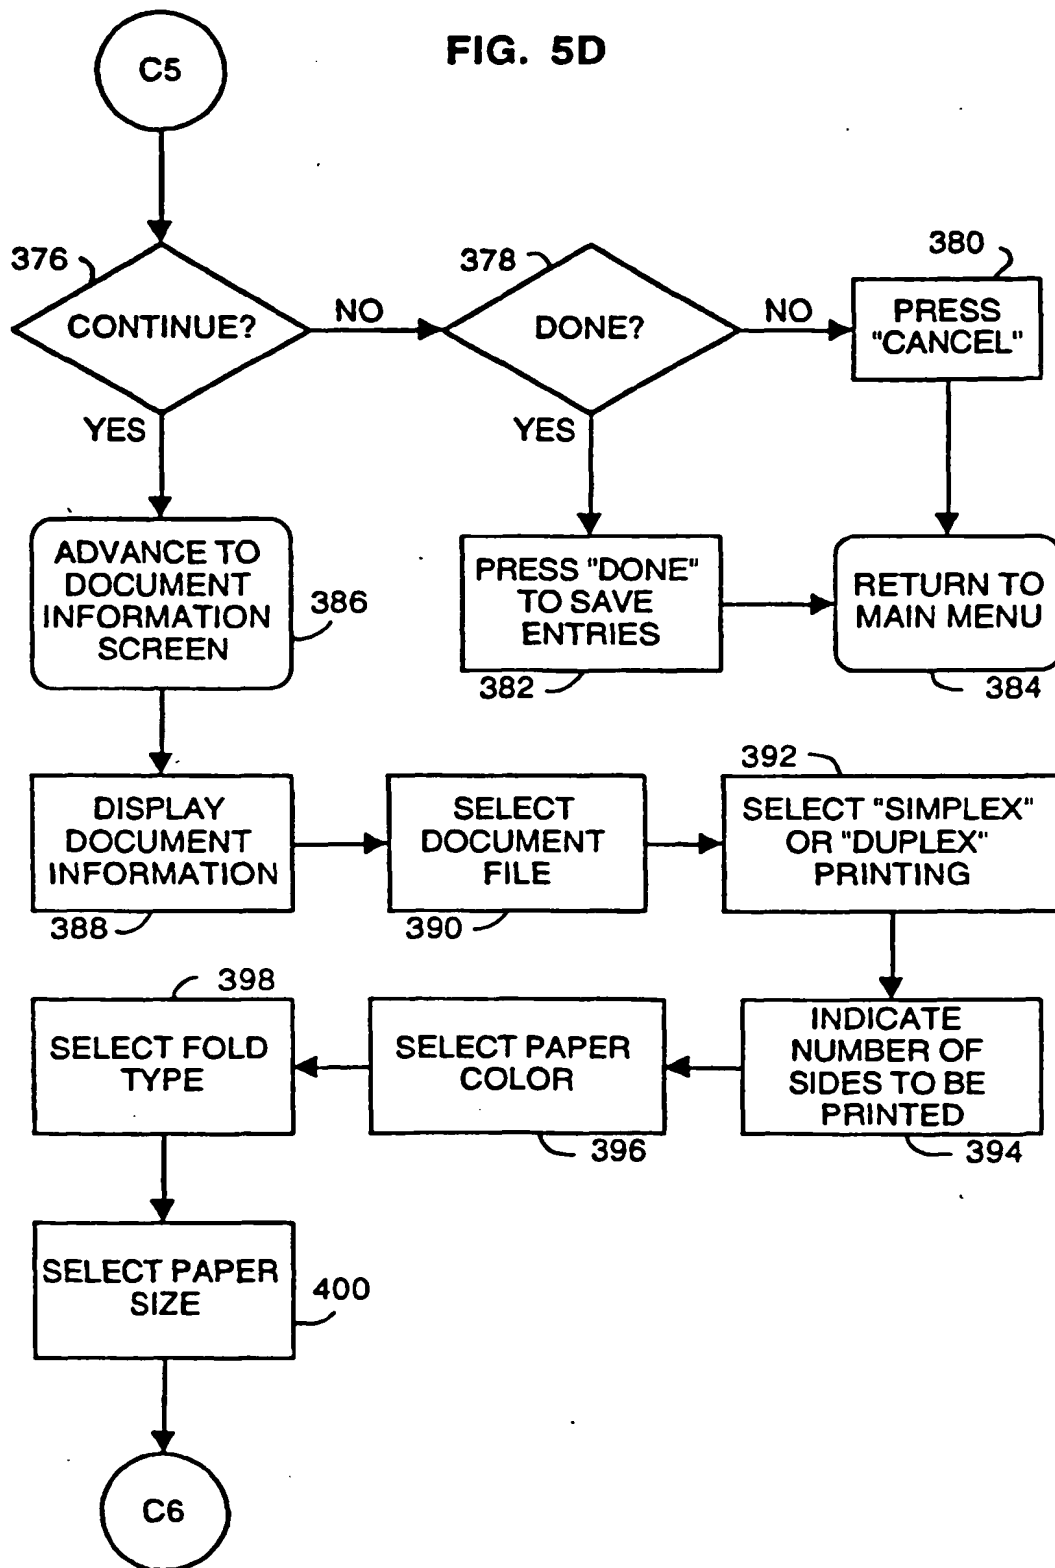 FIG. 5D
C5
376
CONTINUE?
NO
378
DONE?
NO
380
PRESS
"CANCEL"
YES
YES
ADVANCE TO
DOCUMENT
INFORMATION
SCREEN
386
PRESS "DONE"
TO SAVE
ENTRIES
382
RETURN TO
MAIN MENU
384
DISPLAY
DOCUMENT
INFORMATION
388
SELECT
DOCUMENT
FILE
390
392
SELECT "SIMPLEX"
OR "DUPLEX"
PRINTING
INDICATE
NUMBER OF
SIDES TO BE
PRINTED
394
SELECT PAPER
COLOR
396
398
SELECT FOLD
TYPE
SELECT PAPER
SIZE
400
C6